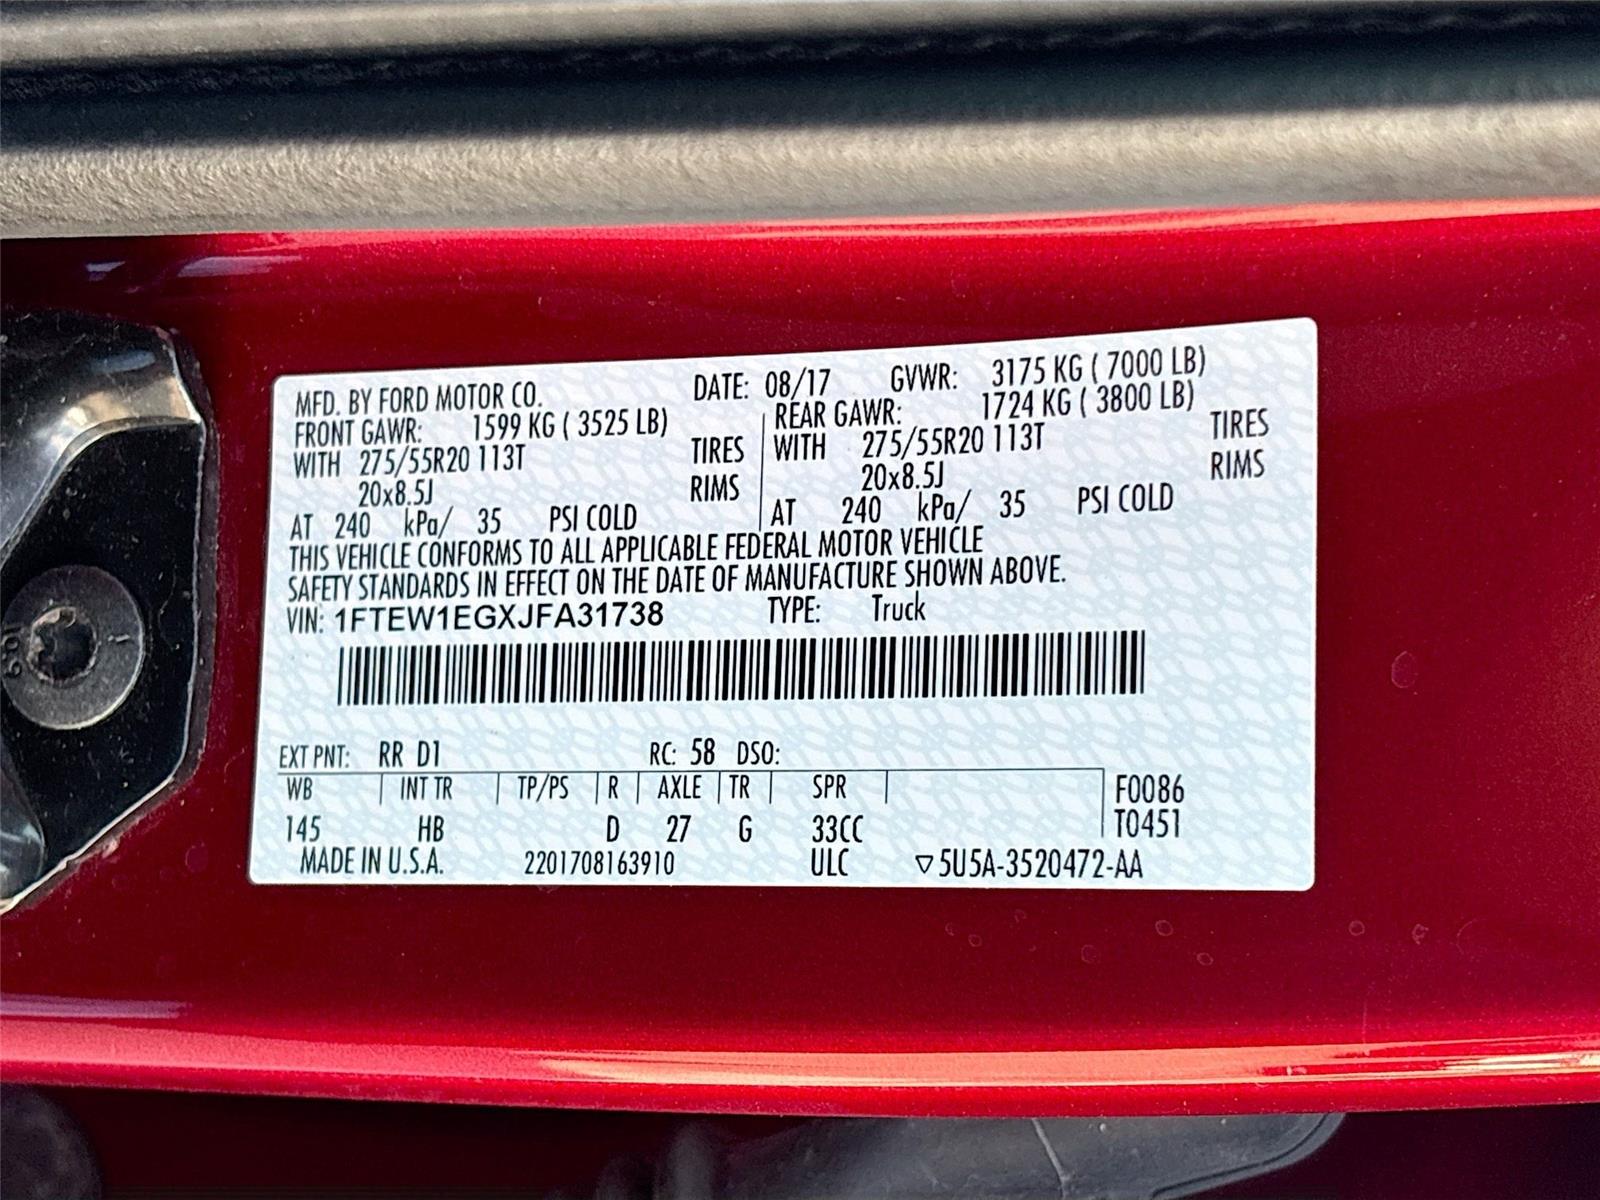 MFD. BY FORD MOTOR CO. DATE: 08/17 GVWR: 3175 KG ( 7000 LB)
FRONT GAWR: 1599 KG ( 3525 LB) REAR GAWR: 1724 KG ( 3800 LB)
WITH 275/55R20 113T TIRES WITH 275/55R20 113T TIRES
20x8.5J RIMS 20x8.5J RIMS
AT 240 kPa/ 35 PSI COLD AT 240 kPa/ 35 PSI COLD
THIS VEHICLE CONFORMS TO ALL APPLICABLE FEDERAL MOTOR VEHICLE
SAFETY STANDARDS IN EFFECT ON THE DATE OF MANUFACTURE SHOWN ABOVE.
VIN: 1FTEW1EGXJFA31738 TYPE: Truck
EXT PNT: RR D1 RC: 58 DSO:
WB INT TR TP/PS R AXLE TR SPR F0086
145 HB D 27 G 33CC T0451
MADE IN U.S.A. 2201708163910 ULC ▽5U5A-3520472-AA